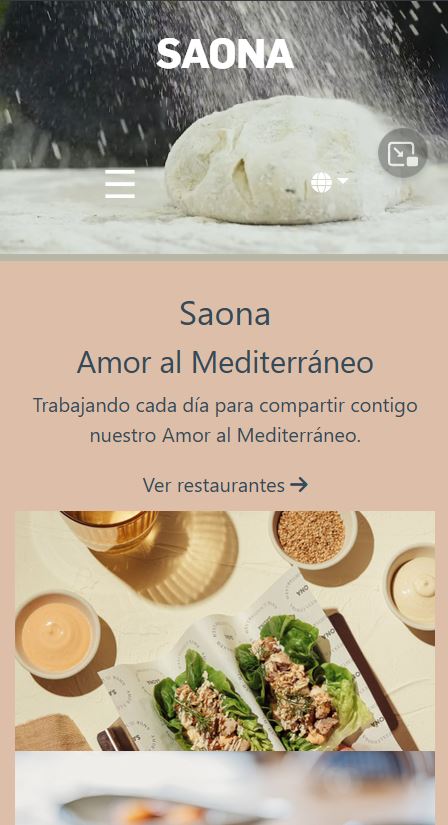 SAONA
Saona
Amor al Mediterráneo
Trabajando cada día para compartir contigo
nuestro Amor al Mediterráneo.
Ver restaurantes →